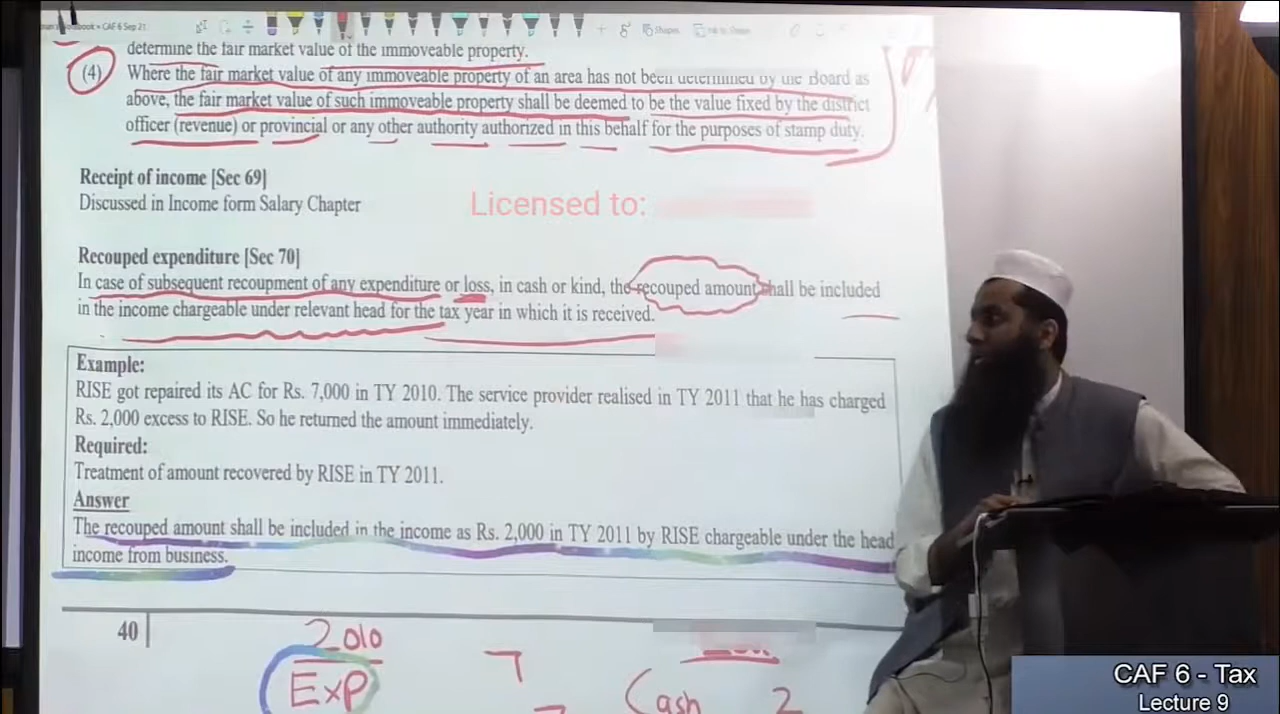 book • CAF 6 Sep 21
Shapes
Ink to Shape
determine the fair market value of the immoveable property.
(4) Where the fair market value of any immoveable property of an area has not been determined by the Board as
above, the fair market value of such immoveable property shall be deemed to be the value fixed by the district
officer (revenue) or provincial or any other authority authorized in this behalf for the purposes of stamp duty.
Receipt of income [Sec 69]
Discussed in Income form Salary Chapter
Licensed to:
Recouped expenditure [Sec 70]
In case of subsequent recoupment of any expenditure or loss, in cash or kind, the recouped amount shall be included
in the income chargeable under relevant head for the tax year in which it is received.
Example:
RISE got repaired its AC for Rs. 7,000 in TY 2010. The service provider realised in TY 2011 that he has charged
Rs. 2,000 excess to RISE. So he returned the amount immediately.
Required:
Treatment of amount recovered by RISE in TY 2011.
Answer
The recouped amount shall be included in the income as Rs. 2,000 in TY 2011 by RISE chargeable under the head
income from business.
40
2010
Exp 7
Cash 2
CAF 6 - Tax
Lecture 9